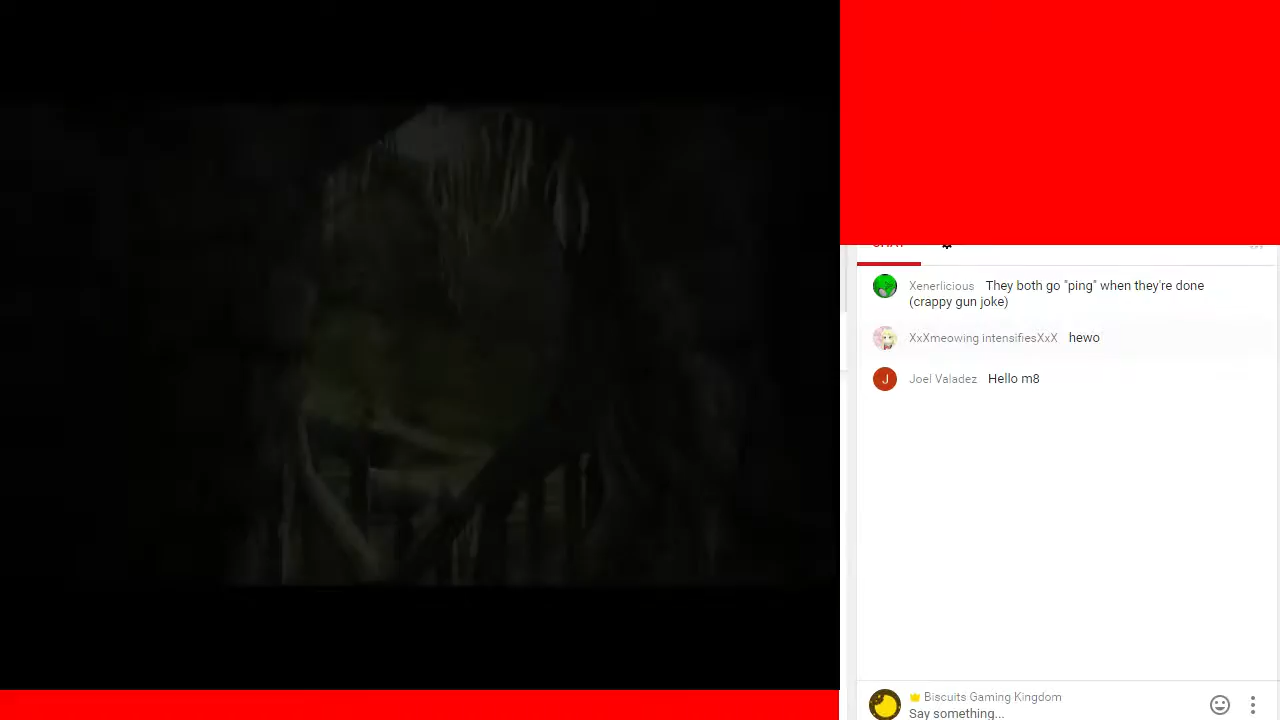 Xenerlicious They both go "ping" when they're done
(crappy gun joke)
XxXmeowing intensifiesXxX hewo
J Joel Valadez Hello m8
Biscuits Gaming Kingdom
Say something...